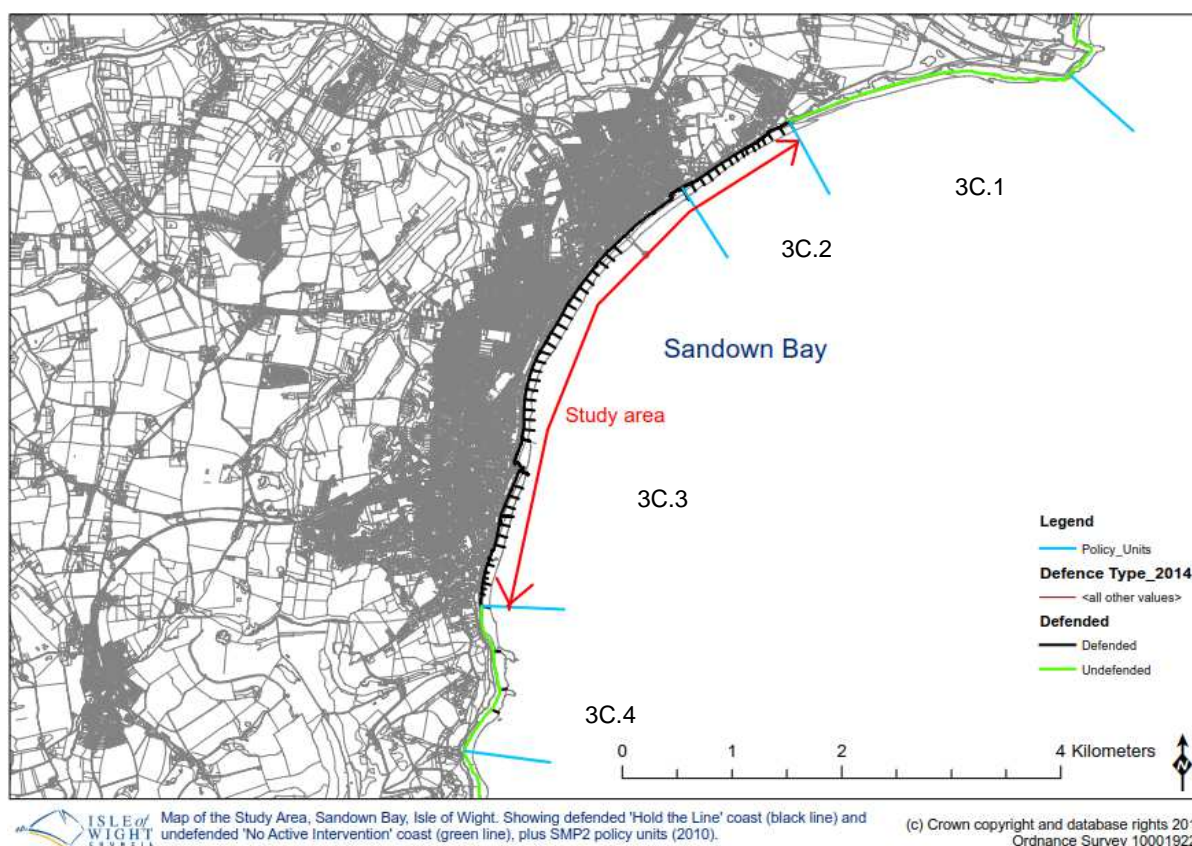 3C.1
3C.2
Sandown Bay
Study area
3C.3
3C.4
Legend
Policy_Units
Defence Type_2014
<all other values>
Defended
Defended
Undefended
0 1 2 4 Kilometers
N
ISLE of
WIGHT
COUNCIL
Map of the Study Area, Sandown Bay, Isle of Wight. Showing defended 'Hold the Line' coast (black line) and
undefended 'No Active Intervention' coast (green line), plus SMP2 policy units (2010).
(c) Crown copyright and database rights 201
Ordnance Survey 10001922